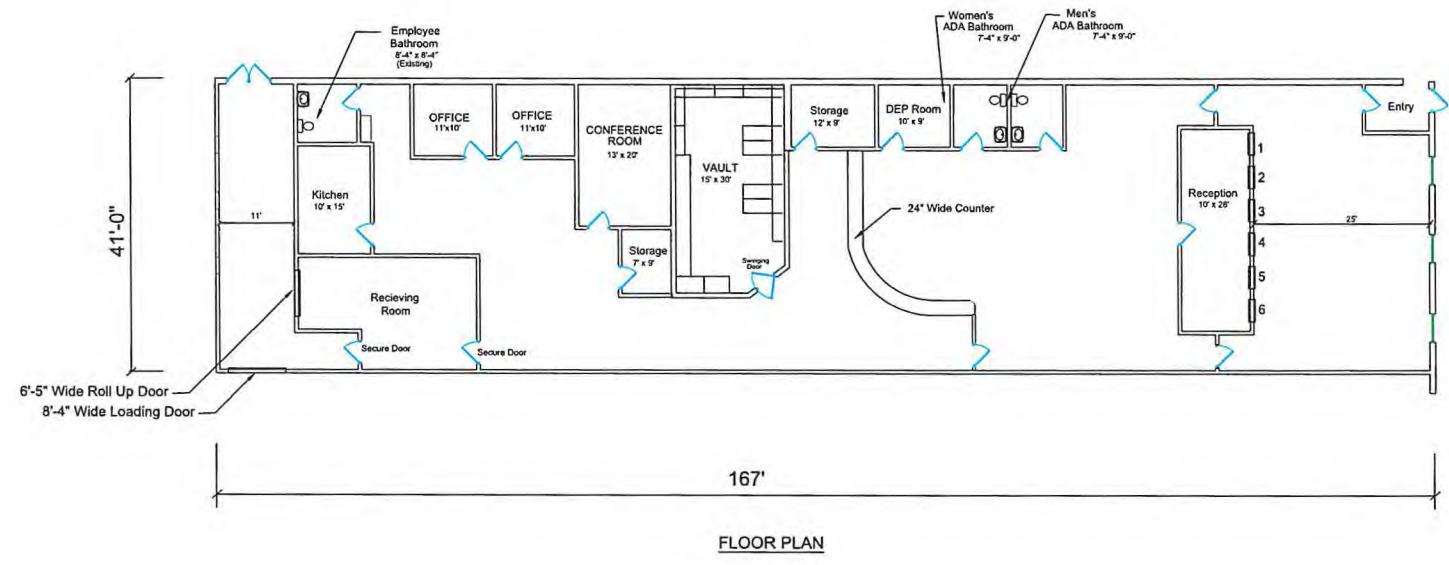 Employee
Bathroom
8'-4" x 8'-4"
(Existing)
Women's
ADA Bathroom
7'-4" x 9'-0"
Men's
ADA Bathroom
7'-4" x 9'-0"
OFFICE
11'x10'
OFFICE
11'x10'
CONFERENCE
ROOM
13' x 20'
VAULT
15' x 30'
Storage
12' x 9'
DEP Room
10' x 9'
Entry
1
2
3
4
5
6
Kitchen
10' x 15'
11'
41'-0"
Reception
10' x 28'
25'
24" Wide Counter
Storage
7' x 9'
Swinging
Door
Recieving
Room
Secure Door
Secure Door
6'-5" Wide Roll Up Door
8'-4" Wide Loading Door
167'
FLOOR PLAN